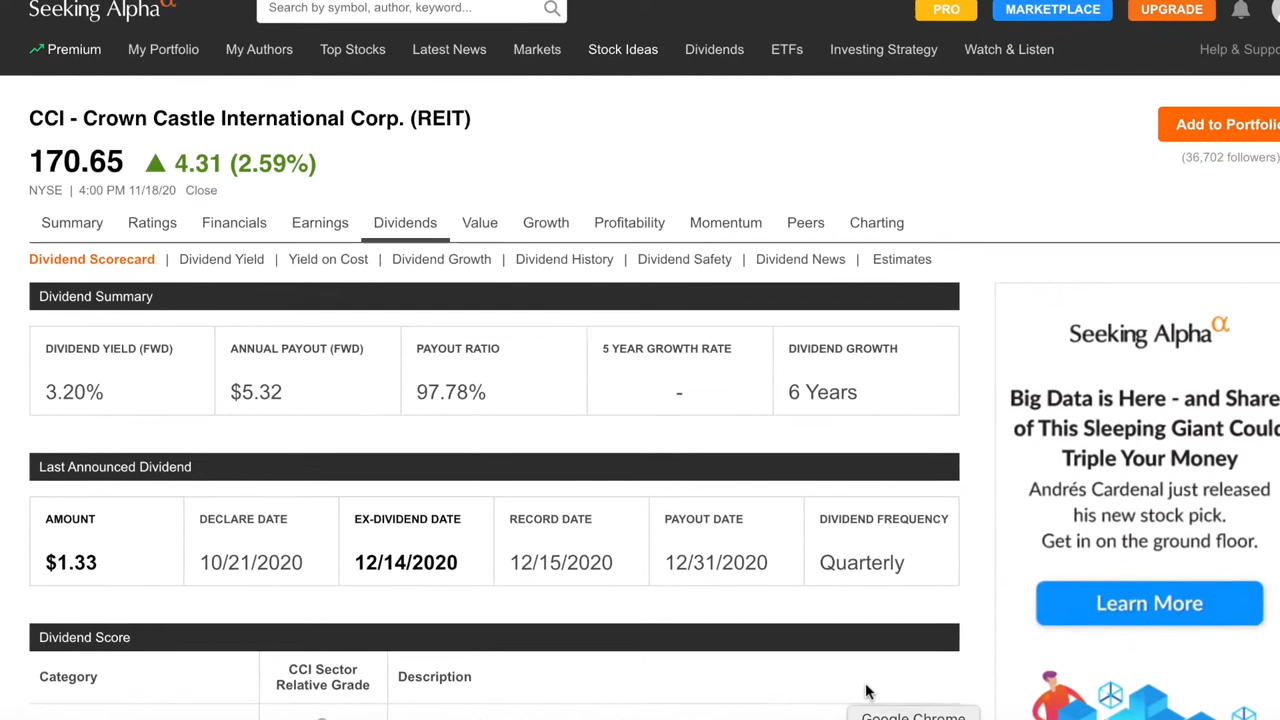 Seeking Alpha α
Search by symbol, author, keyword...
PRO
MARKETPLACE
UPGRADE
Premium
My Portfolio
My Authors
Top Stocks
Latest News
Markets
Stock Ideas
Dividends
ETFs
Investing Strategy
Watch & Listen
Help & Suppo
CCI - Crown Castle International Corp. (REIT)
Add to Portfolio
170.65 ▲ 4.31 (2.59%)
(36,702 followers)
NYSE | 4:00 PM 11/18/20 Close
Summary
Ratings
Financials
Earnings
Dividends
Value
Growth
Profitability
Momentum
Peers
Charting
Dividend Scorecard | Dividend Yield | Yield on Cost | Dividend Growth | Dividend History | Dividend Safety | Dividend News | Estimates
Dividend Summary
DIVIDEND YIELD (FWD)
3.20%
ANNUAL PAYOUT (FWD)
$5.32
PAYOUT RATIO
97.78%
5 YEAR GROWTH RATE
-
DIVIDEND GROWTH
6 Years
Last Announced Dividend
AMOUNT
$1.33
DECLARE DATE
10/21/2020
EX-DIVIDEND DATE
12/14/2020
RECORD DATE
12/15/2020
PAYOUT DATE
12/31/2020
DIVIDEND FREQUENCY
Quarterly
Dividend Score
Category
CCI Sector
Relative Grade
Description
Seeking Alpha α
Big Data is Here - and Share
of This Sleeping Giant Could
Triple Your Money
Andrés Cardenal just released
his new stock pick.
Get in on the ground floor.
Learn More
Google Chrome